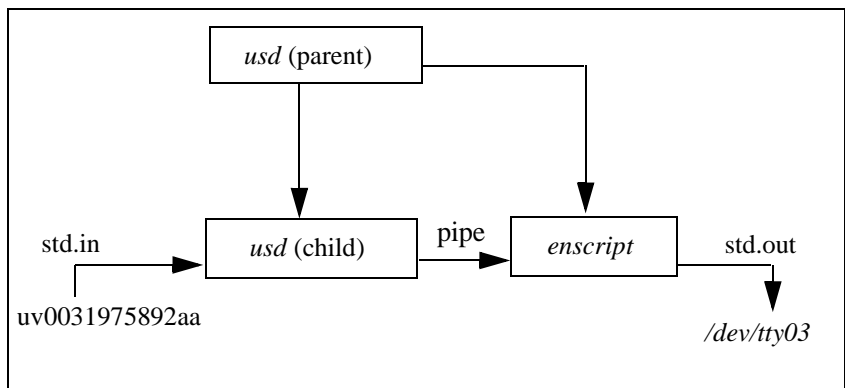 usd (parent)
std.in
usd (child)
pipe
enscript
std.out
uv0031975892aa
/dev/tty03